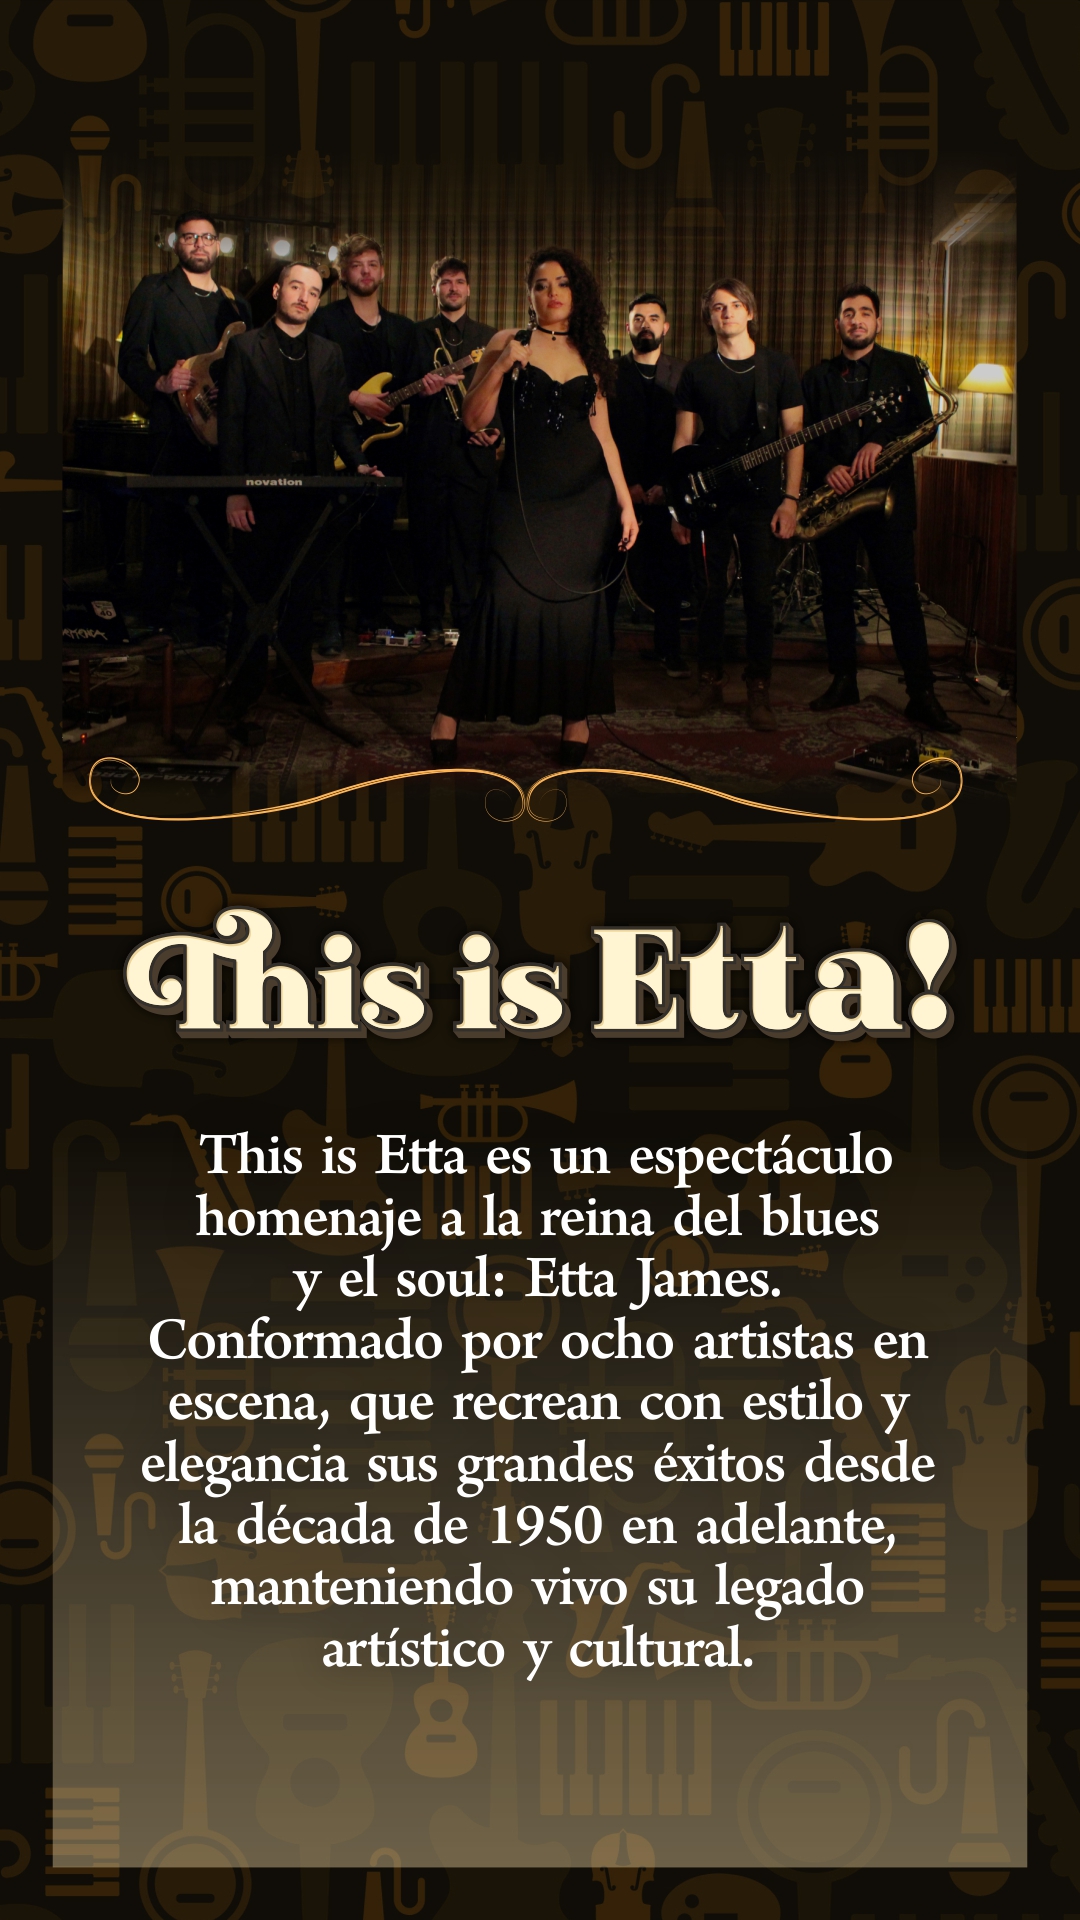 novation
40
This is Etta!
This is Etta es un espectáculo
homenaje a la reina del blues
y el soul: Etta James.
Conformado por ocho artistas en
escena, que recrean con estilo y
elegancia sus grandes éxitos desde
la década de 1950 en adelante,
manteniendo vivo su legado
artístico y cultural.